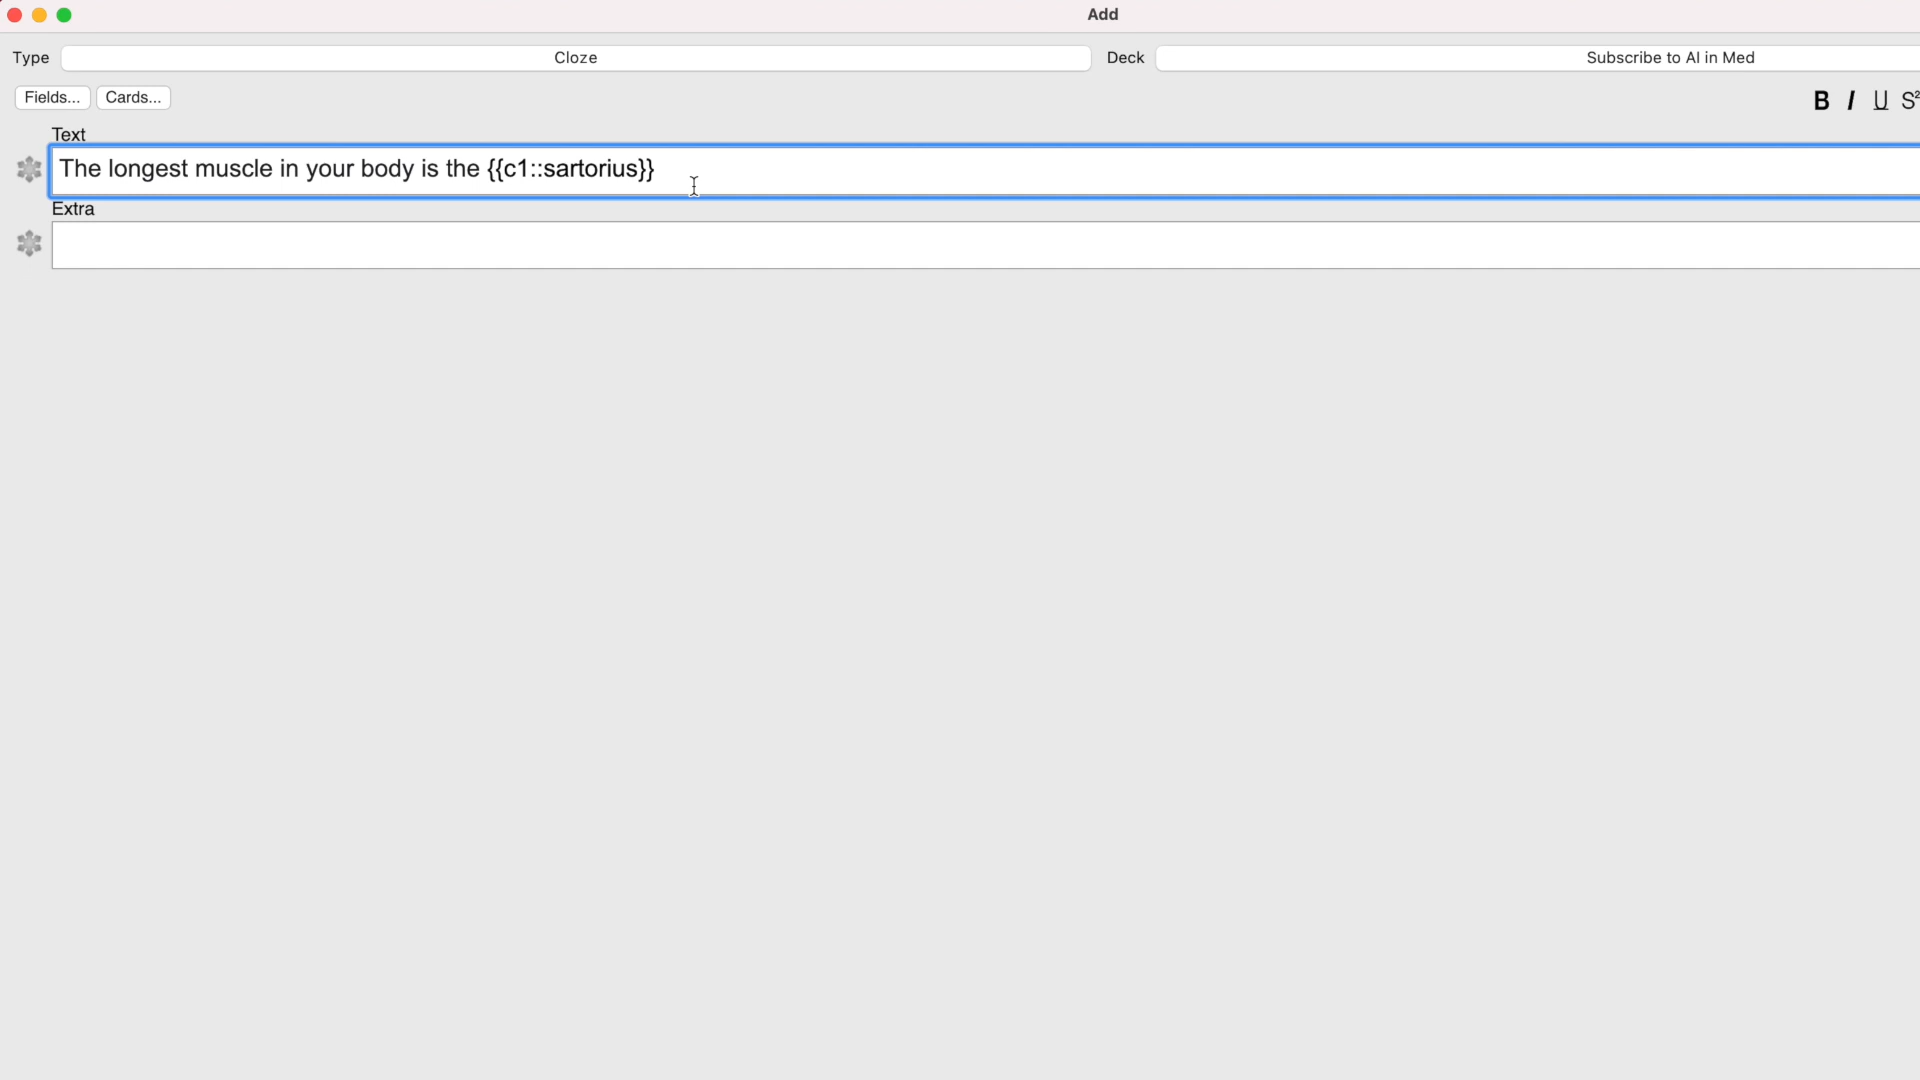 Add
Type Cloze Deck Subscribe to AI in Med
Fields... Cards... B I U S²
Text
The longest muscle in your body is the {{c1::sartorius}}
Extra